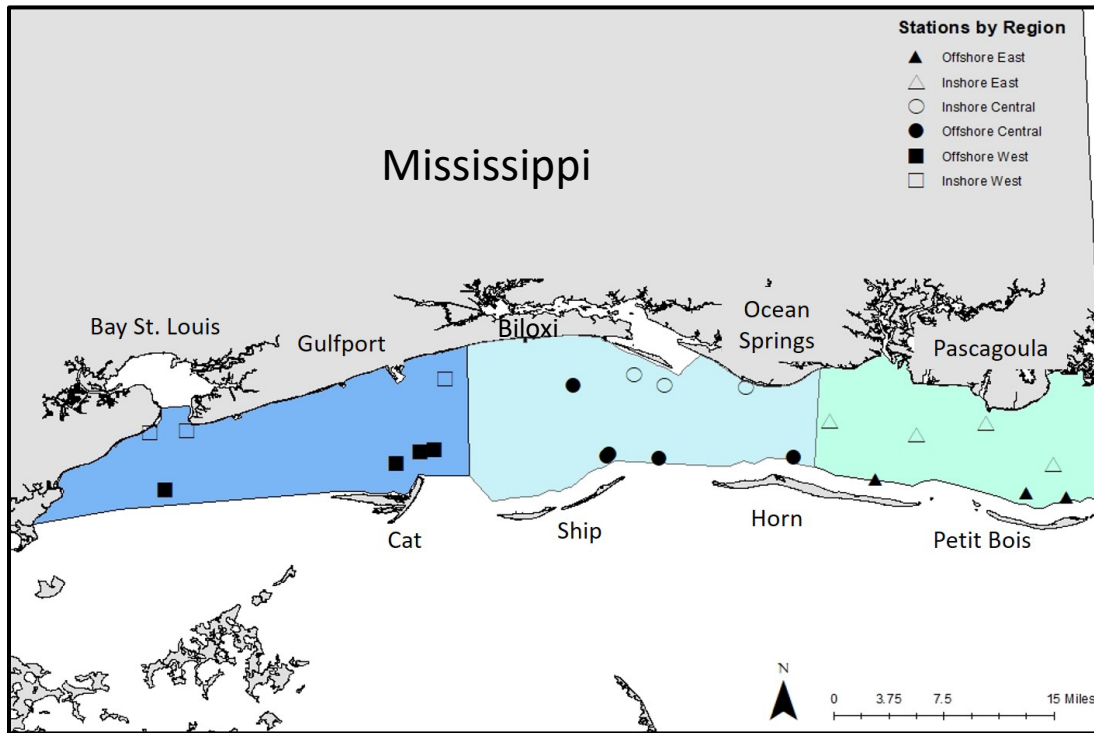 Stations by Region
Offshore East
Inshore East
Inshore Central
Offshore Central
Offshore West
Inshore West
Mississippi
Bay St. Louis
Gulfport
Biloxi
Ocean
Springs
Pascagoula
Cat
Ship
Horn
Petit Bois
N
0 3.75 7.5 15 Miles